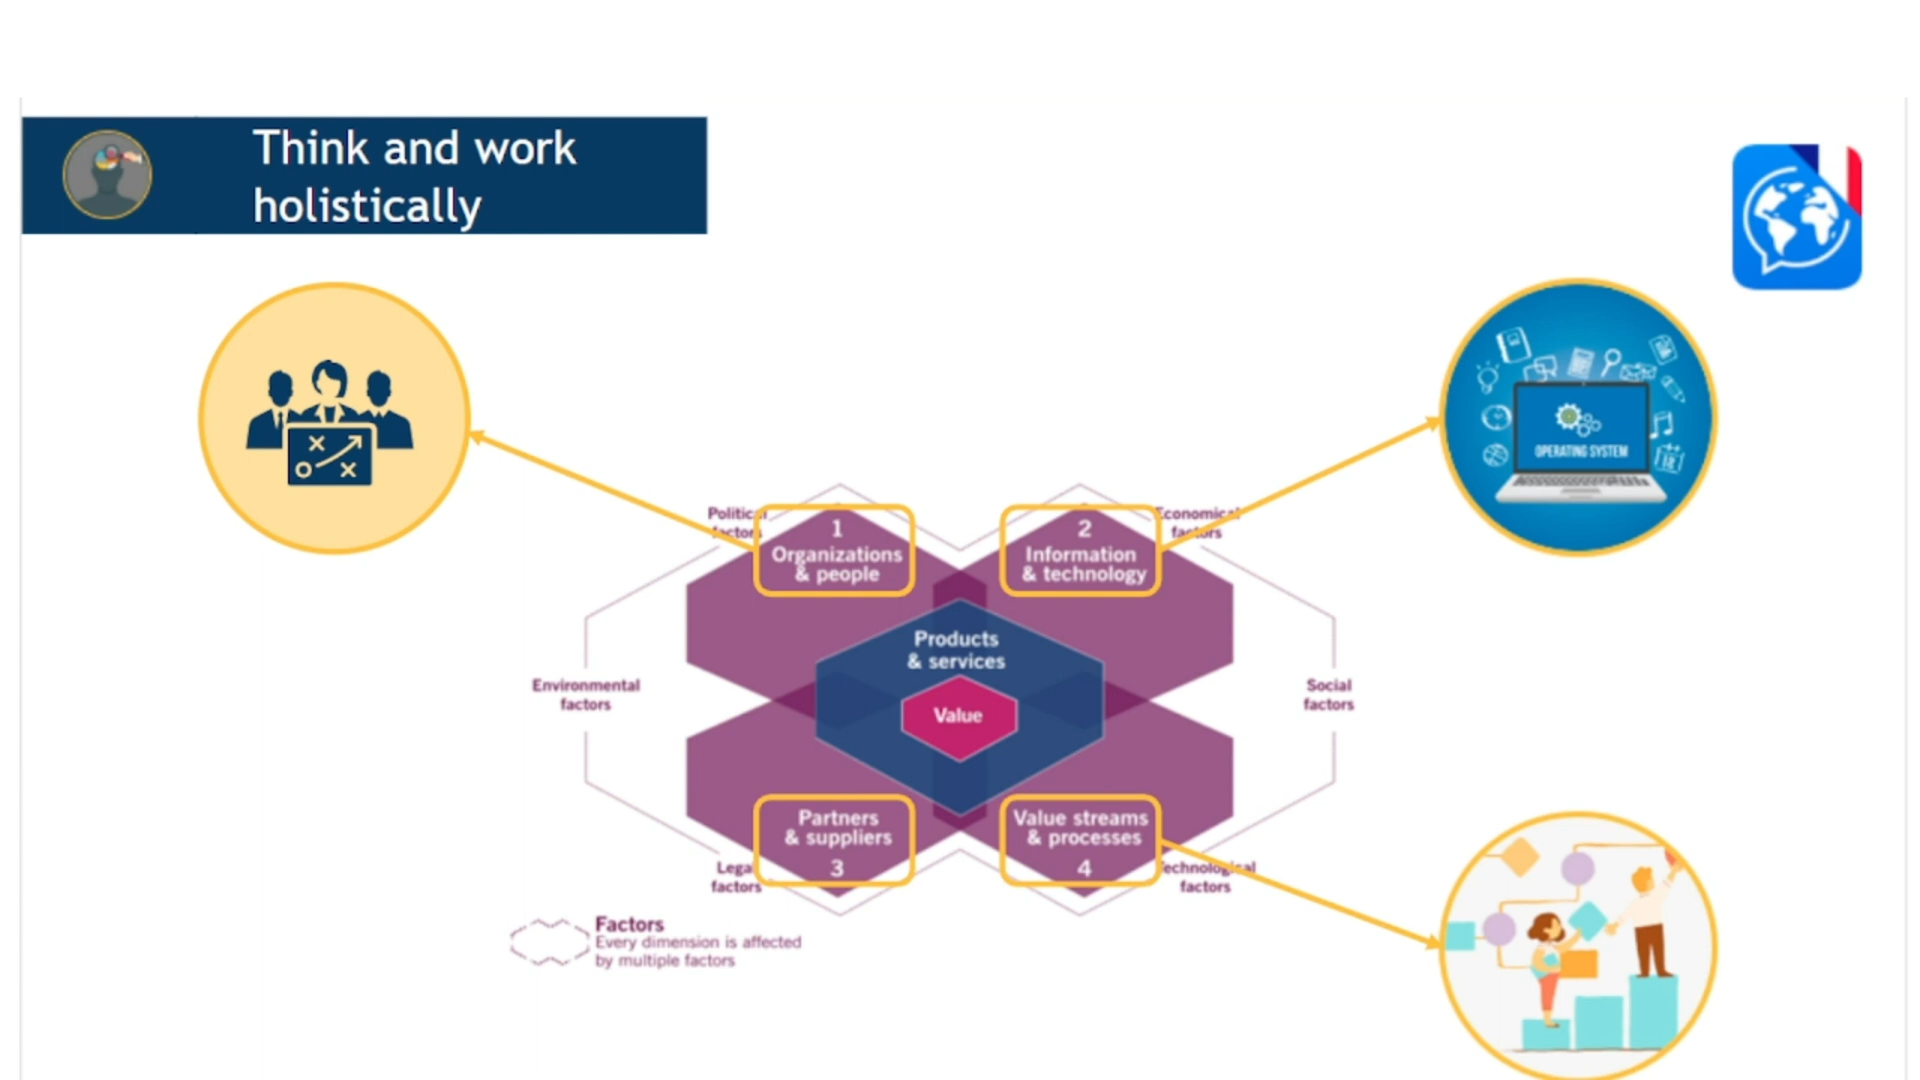 Think and work
holistically
Political
factors
1
Organizations
& people
2
Information
& technology
Economical
factors
OPERATING SYSTEM
Products
& services
Value
Environmental
factors
Social
factors
Partners
& suppliers
3
Value streams
& processes
4
Legal
factors
Technological
factors
Factors
Every dimension is affected
by multiple factors